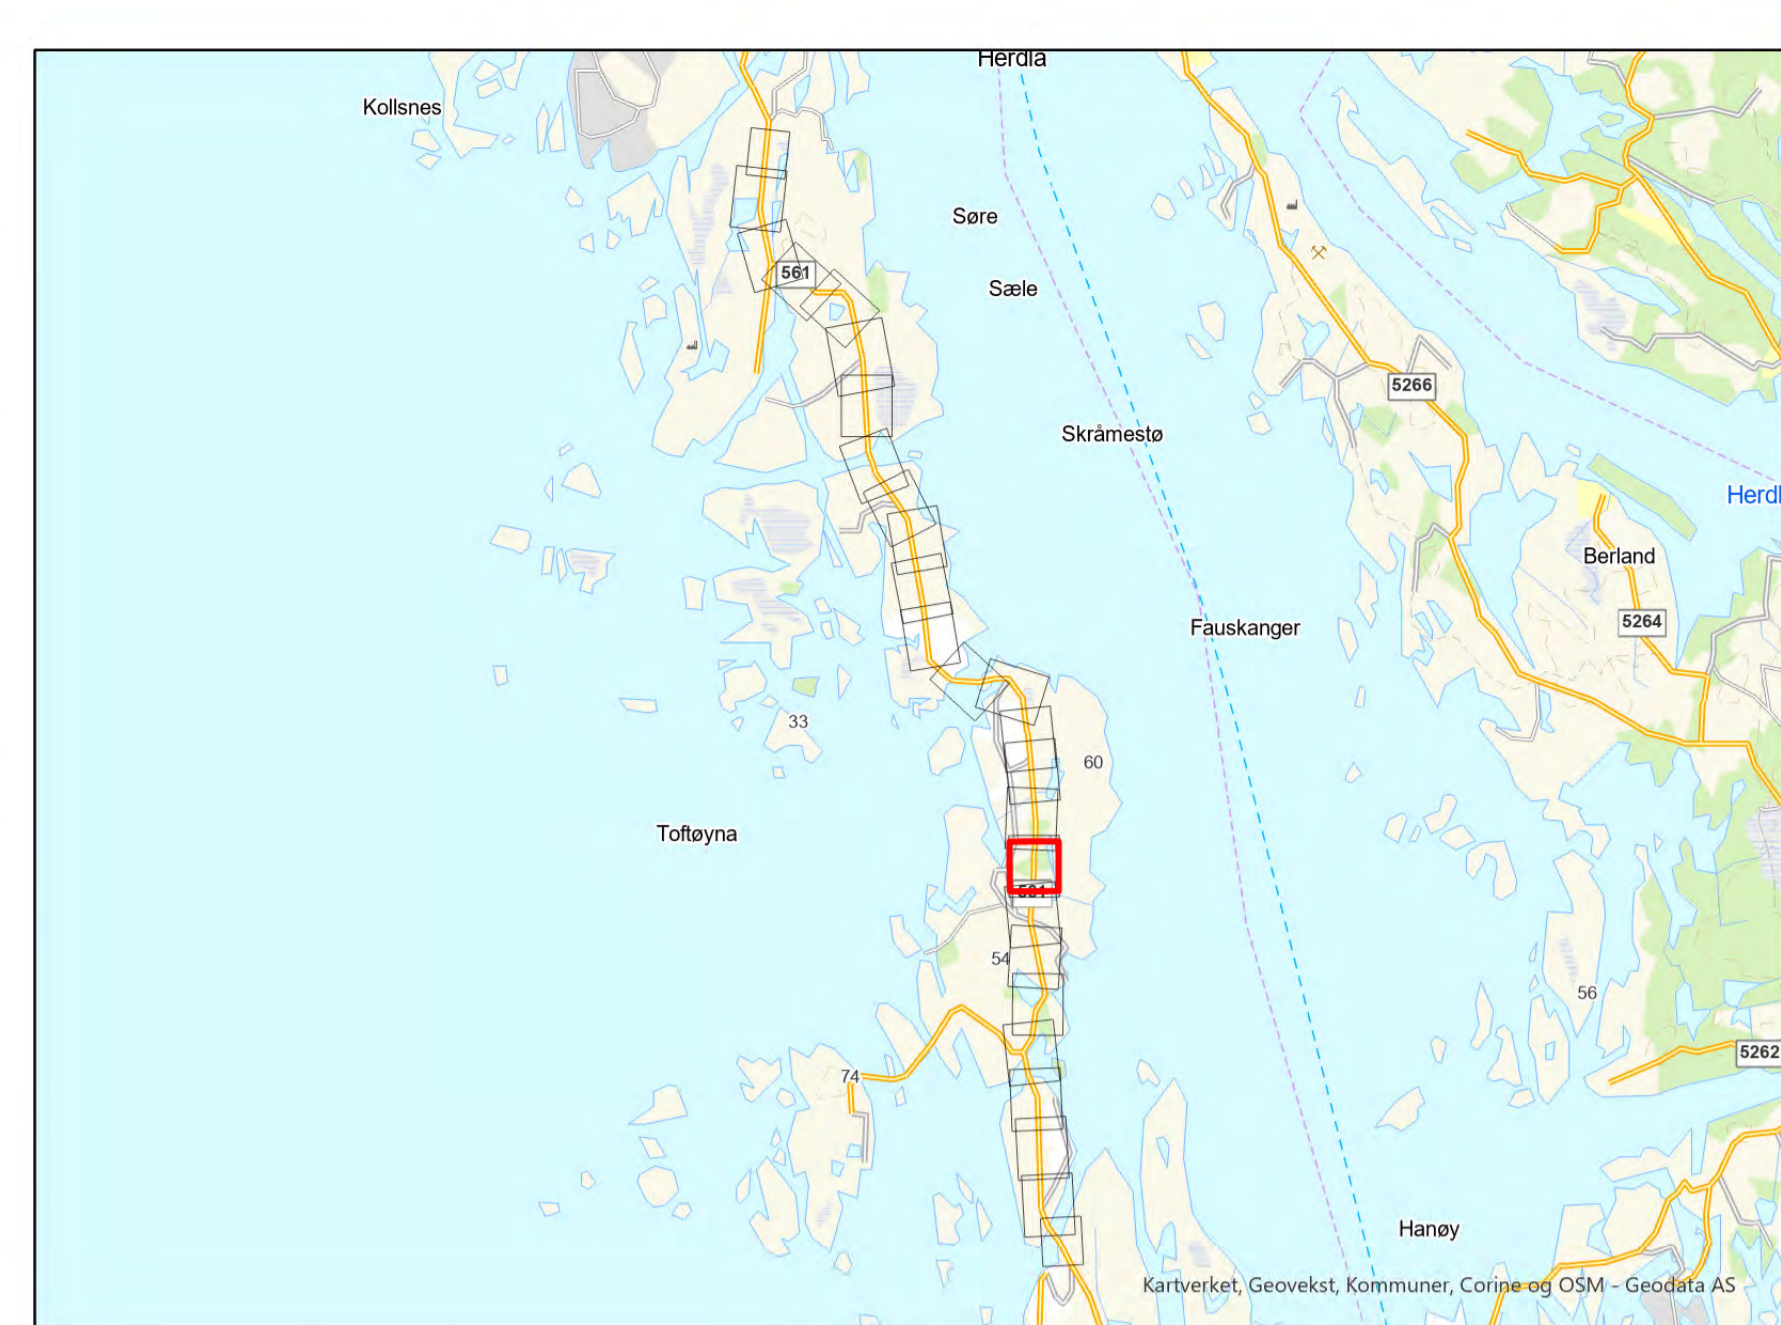 Herdla
Kollsnes
Søre
561
Sæle
5266
Skråmestø
Herdl
Berland
5264
Fauskanger
33
60
Toftøyna
561
54
56
5262
74
Hanøy
Kartverket, Geovekst, Kommuner, Corine og OSM - Geodata AS